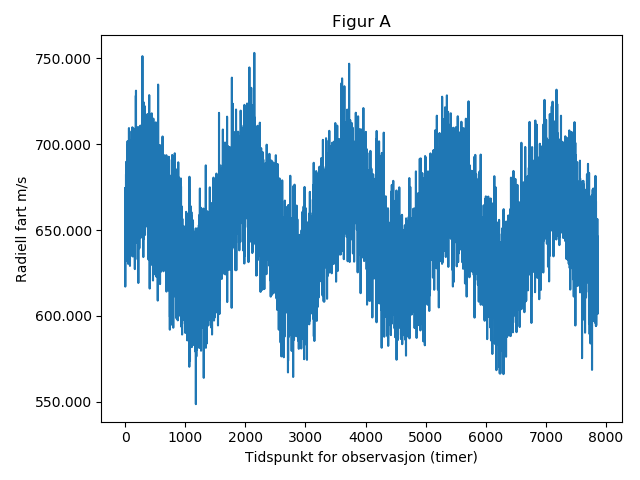 Figur A
750.000
700.000
650.000
600.000
550.000
Radiell fart m/s
0 1000 2000 3000 4000 5000 6000 7000 8000
Tidspunkt for observasjon (timer)